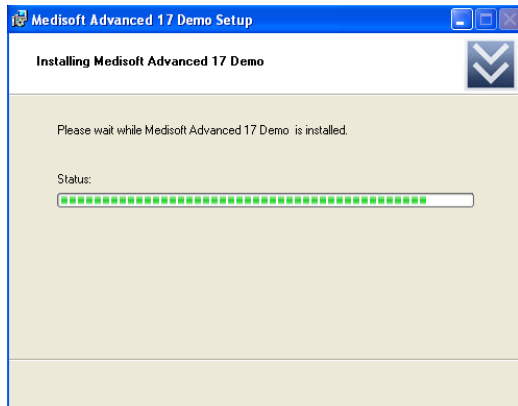 Medisoft Advanced 17 Demo Setup
Installing Medisoft Advanced 17 Demo
Please wait while Medisoft Advanced 17 Demo is installed.
Status: